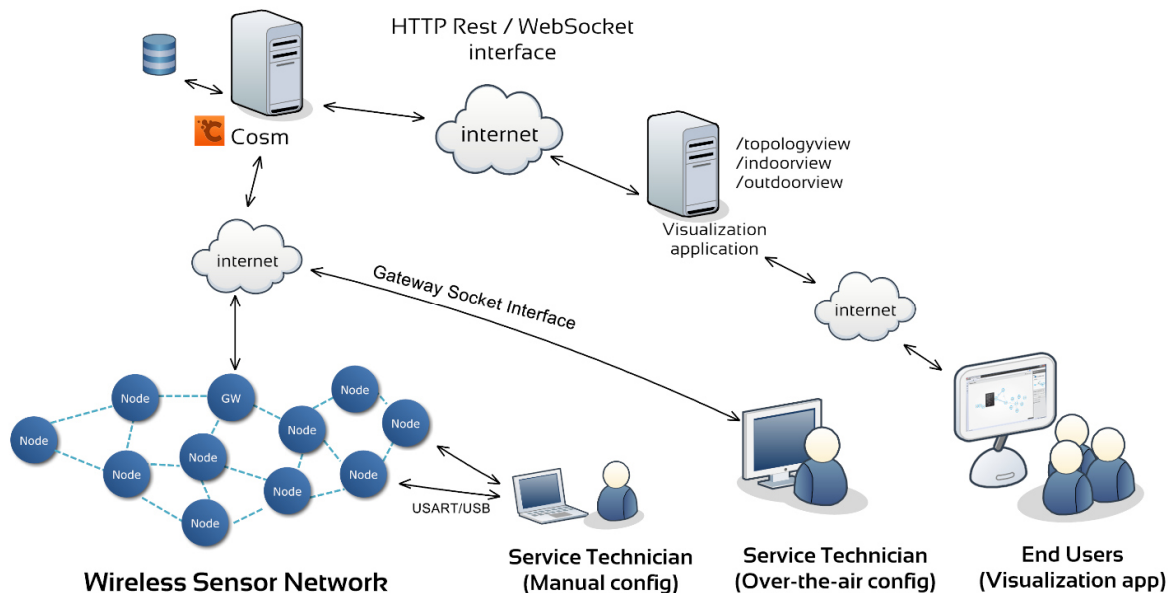 HTTP Rest / WebSocket
interface
Cosm
internet
/topologyview
/indoorview
/outdoorview
Visualization
application
internet
Gateway Socket Interface
internet
Node
Node
GW
Node
Node
Node
Node
Node
Node
Node
Node
USART/USB
Wireless Sensor Network
Service Technician
(Manual config)
Service Technician
(Over-the-air config)
End Users
(Visualization app)